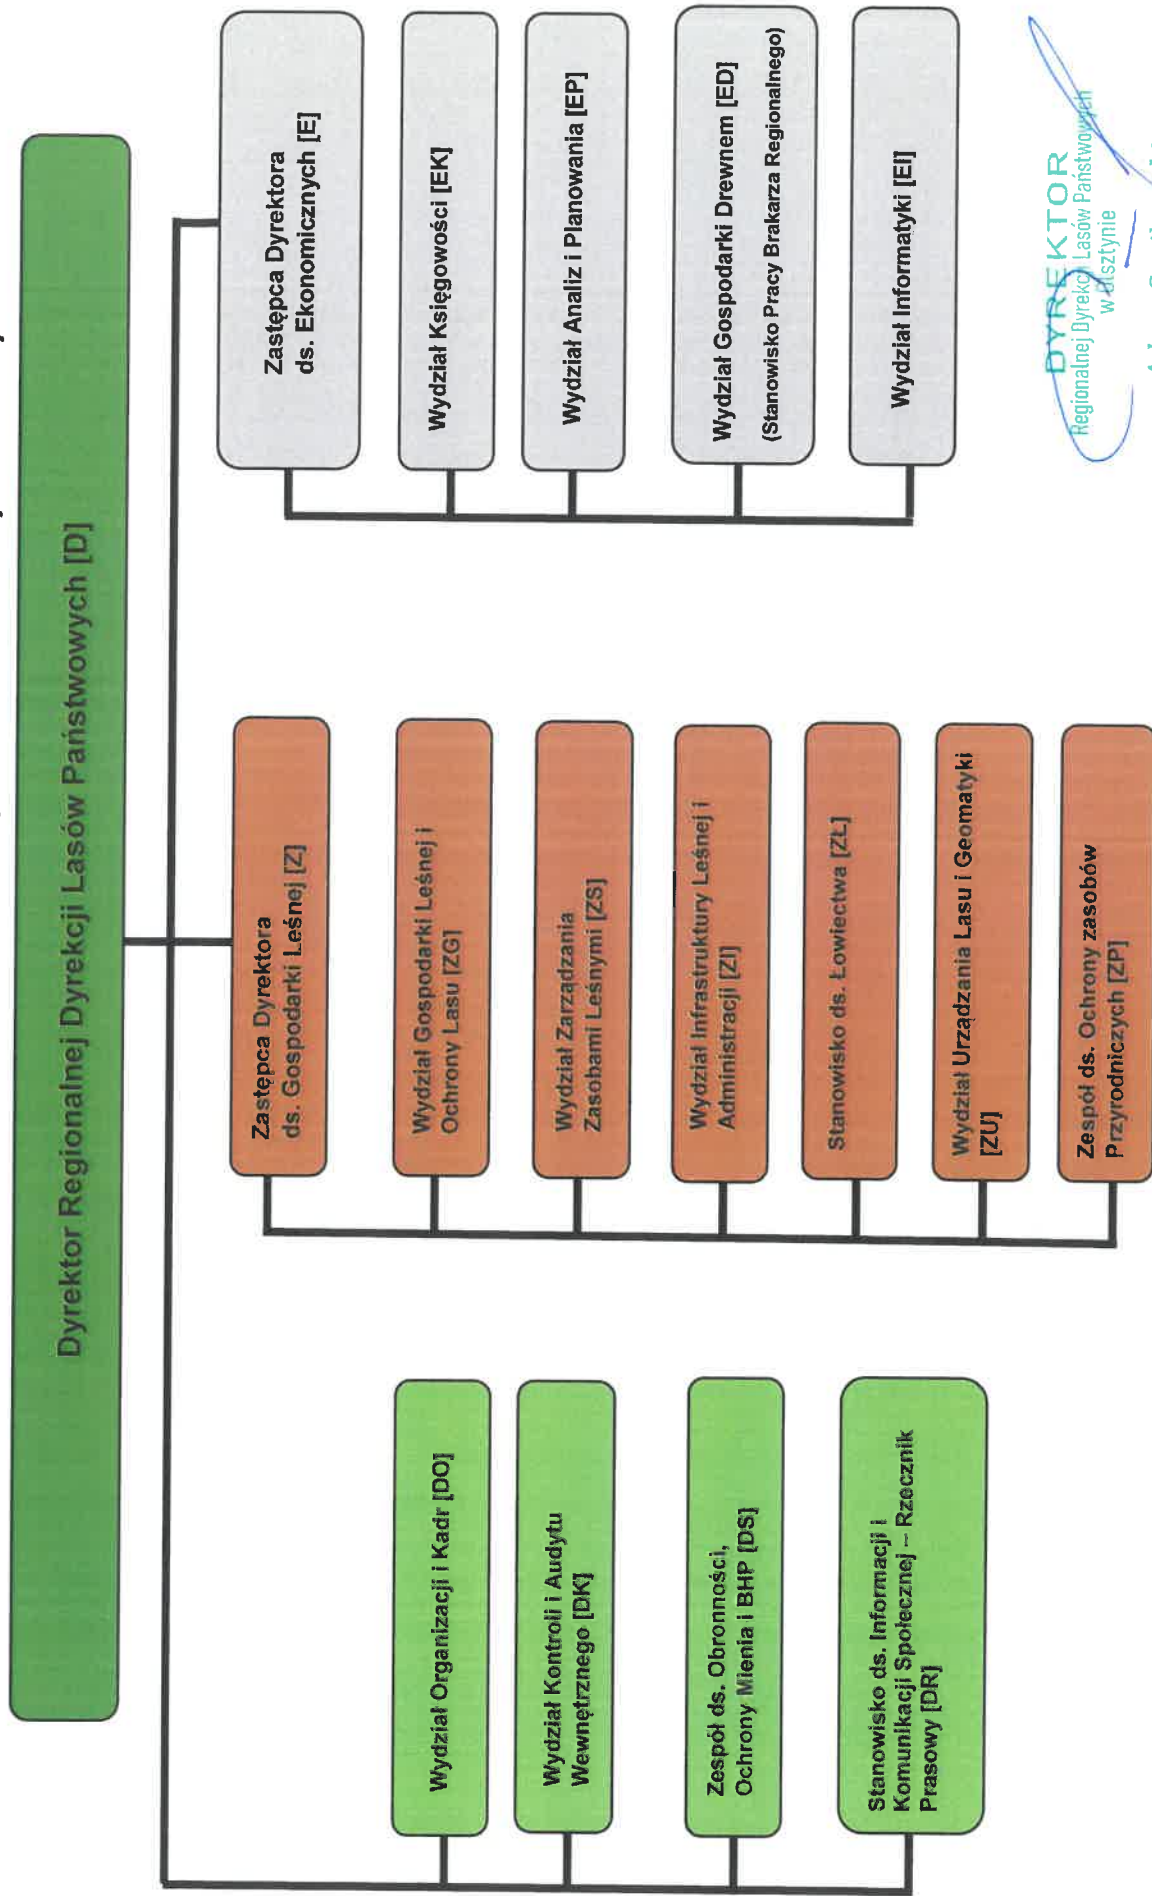 Dyrektor Regionalnej Dyrekcji Lasów Państwowych [D]
Wydział Organizacji i Kadr [DO]
Wydział Kontroli i Audytu
Wewnętrznego [DK]
Zespół ds. Obronności,
Ochrony Mienia i BHP [DS]
Stanowisko ds. Informacji i
Komunikacji Społecznej – Rzecznik
Prasowy [DR]
Zastępca Dyrektora
ds. Gospodarki Leśnej [Z]
Wydział Gospodarki Leśnej i
Ochrony Lasu [ZG]
Wydział Zarządzania
Zasobami Leśnymi [ZS]
Wydział Infrastruktury Leśnej i
Administracji [ZI]
Stanowisko ds. Łowiectwa [ZŁ]
Wydział Urządzania Lasu i Geomatyki
[ZU]
Zespół ds. Ochrony zasobów
Przyrodniczych [ZP]
Zastępca Dyrektora
ds. Ekonomicznych [E]
Wydział Księgowości [EK]
Wydział Analiz i Planowania [EP]
Wydział Gospodarki Drewnem [ED]
(Stanowisko Pracy Brakarza Regionalnego)
Wydział Informatyki [EI]
DYREKTOR
Regionalnej Dyrekcji Lasów Państwowych
w Olsztynie